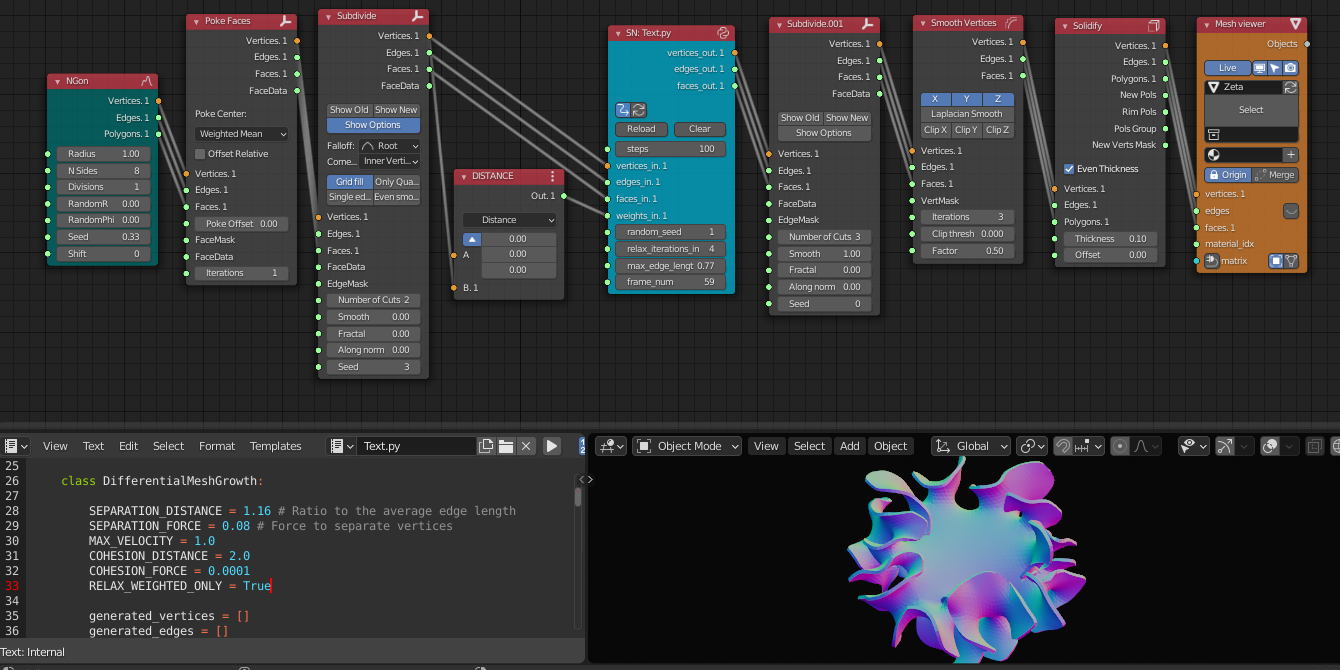 NGon
Vertices. 1
Edges. 1
Polygons. 1
Radius 1.00
N Sides 8
Divisions 1
RandomR 0.00
RandomPhi 0.00
Seed 0.33
Shift 0
Poke Faces
Vertices. 1
Edges. 1
Faces. 1
FaceData
Poke Center:
Weighted Mean
Offset Relative
Vertices. 1
Edges. 1
Faces. 1
Poke Offset 0.00
FaceMask
FaceData
Iterations 1
Subdivide
Vertices. 1
Edges. 1
Faces. 1
FaceData
Show Old Show New
Show Options
Falloff: Root
Corne... Inner Verti...
Grid fill Only Qua...
Single ed... Even smo...
Vertices. 1
Edges. 1
Faces. 1
FaceData
EdgeMask
Number of Cuts 2
Smooth 0.00
Fractal 0.00
Along norm 0.00
Seed 3
DISTANCE
Out. 1
Distance
0.00
A 0.00
0.00
B. 1
SN: Text.py
vertices_out. 1
edges_out. 1
faces_out. 1
Reload Clear
steps 100
vertices_in. 1
edges_in. 1
faces_in. 1
weights_in. 1
random_seed 1
relax_iterations_in 4
max_edge_lengt 0.77
frame_num 59
Subdivide.001
Vertices. 1
Edges. 1
Faces. 1
FaceData
Show Old Show New
Show Options
Vertices. 1
Edges. 1
Faces. 1
FaceData
EdgeMask
Number of Cuts 3
Smooth 1.00
Fractal 0.00
Along norm 0.00
Seed 0
Smooth Vertices
Vertices. 1
Edges. 1
Faces. 1
X Y Z
Laplacian Smooth
Clip X Clip Y Clip Z
Vertices. 1
Edges. 1
Faces. 1
VertMask
Iterations 3
Clip thresh 0.000
Factor 0.50
Solidify
Vertices. 1
Edges. 1
Polygons. 1
New Pols
Rim Pols
Pols Group
New Verts Mask
Even Thickness
Vertices. 1
Edges. 1
Polygons. 1
Thickness 0.10
Offset 0.00
Mesh viewer
Objects
Live
Zeta
Select
Origin Merge
vertices. 1
edges
faces. 1
material_idx
matrix
View Text Edit Select Format Templates Text.py
25
26 class DifferentialMeshGrowth:
27
28 SEPARATION_DISTANCE = 1.16 # Ratio to the average edge length
29 SEPARATION_FORCE = 0.08 # Force to separate vertices
30 MAX_VELOCITY = 1.0
31 COHESION_DISTANCE = 2.0
32 COHESION_FORCE = 0.0001
33 RELAX_WEIGHTED_ONLY = True
34
35 generated_vertices = []
36 generated_edges = []
Text: Internal
Object Mode View Select Add Object Global